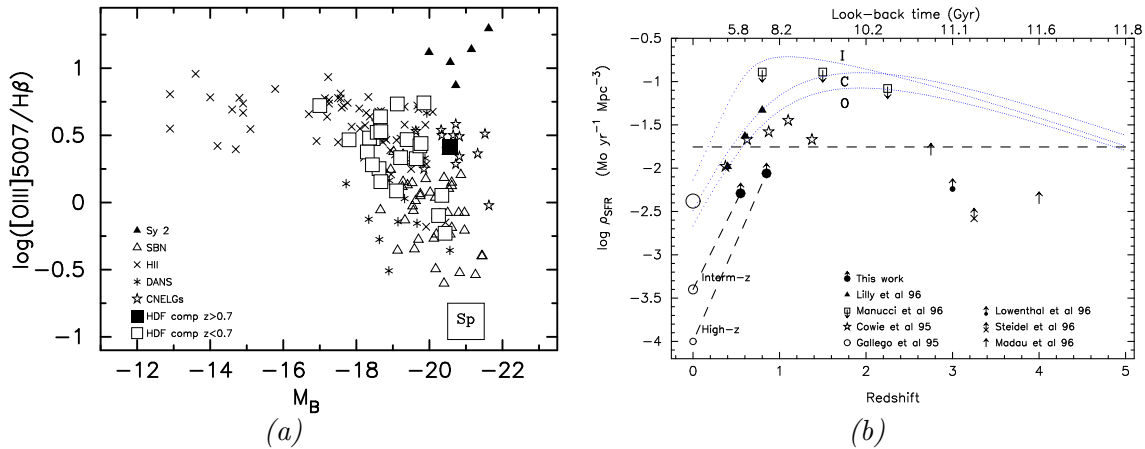 log([OIII]5007/Hβ)
1
0.5
0
−0.5
−1
Sy 2
SBN
HII
DANS
CNELGs
HDF comp z>0.7
HDF comp z<0.7
Sp
−12 −14 −16 −18 −20 −22
M_B
(a)
Look−back time (Gyr)
5.8 8.2 10.2 11.1 11.6 11.8
log ρ_SFR (Mo yr⁻¹ Mpc⁻³)
−0.5
−1
−1.5
−2
−2.5
−3
−3.5
−4
I
C
O
Interm−z
High−z
This work
Lilly et al 96
Manucci et al 96
Cowie et al 95
Gallego et al 95
Lowenthal et al 96
Steidel et al 96
Madau et al 96
0 1 2 3 4 5
Redshift
(b)